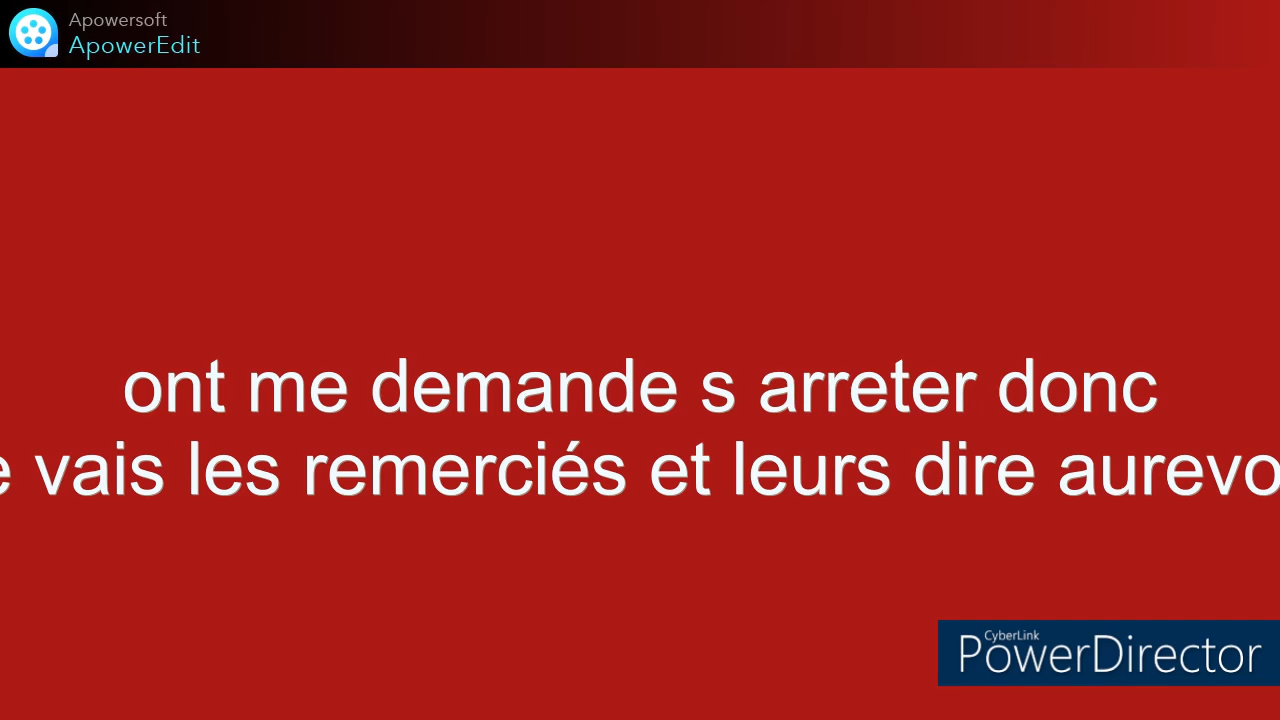 Apowersoft
ApowerEdit
ont me demande s arreter donc
vais les remerciés et leurs dire
CyberLink
PowerDirector